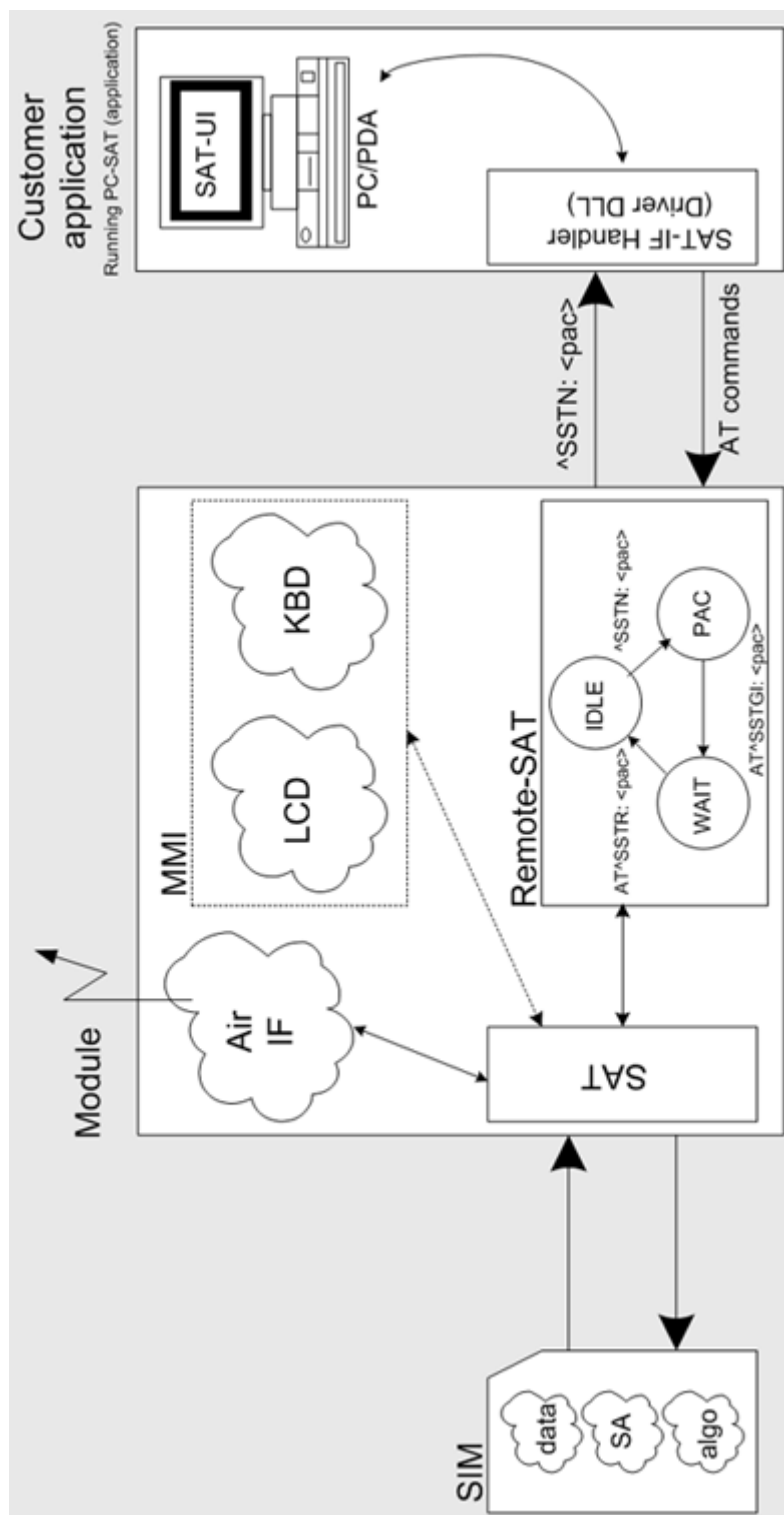 Customer
application
Running PC-SAT (application)
SAT-UI
PC/PDA
SAT-IF Handler
(Driver DLL)
^SSTN: <pac>
AT commands
Module
Air
IF
MMI
LCD
KBD
Remote-SAT
IDLE
^SSTN: <pac>
PAC
AT^SSTR: <pac>
WAIT
AT^SSTGI: <pac>
SAT
SIM
data
SA
algo